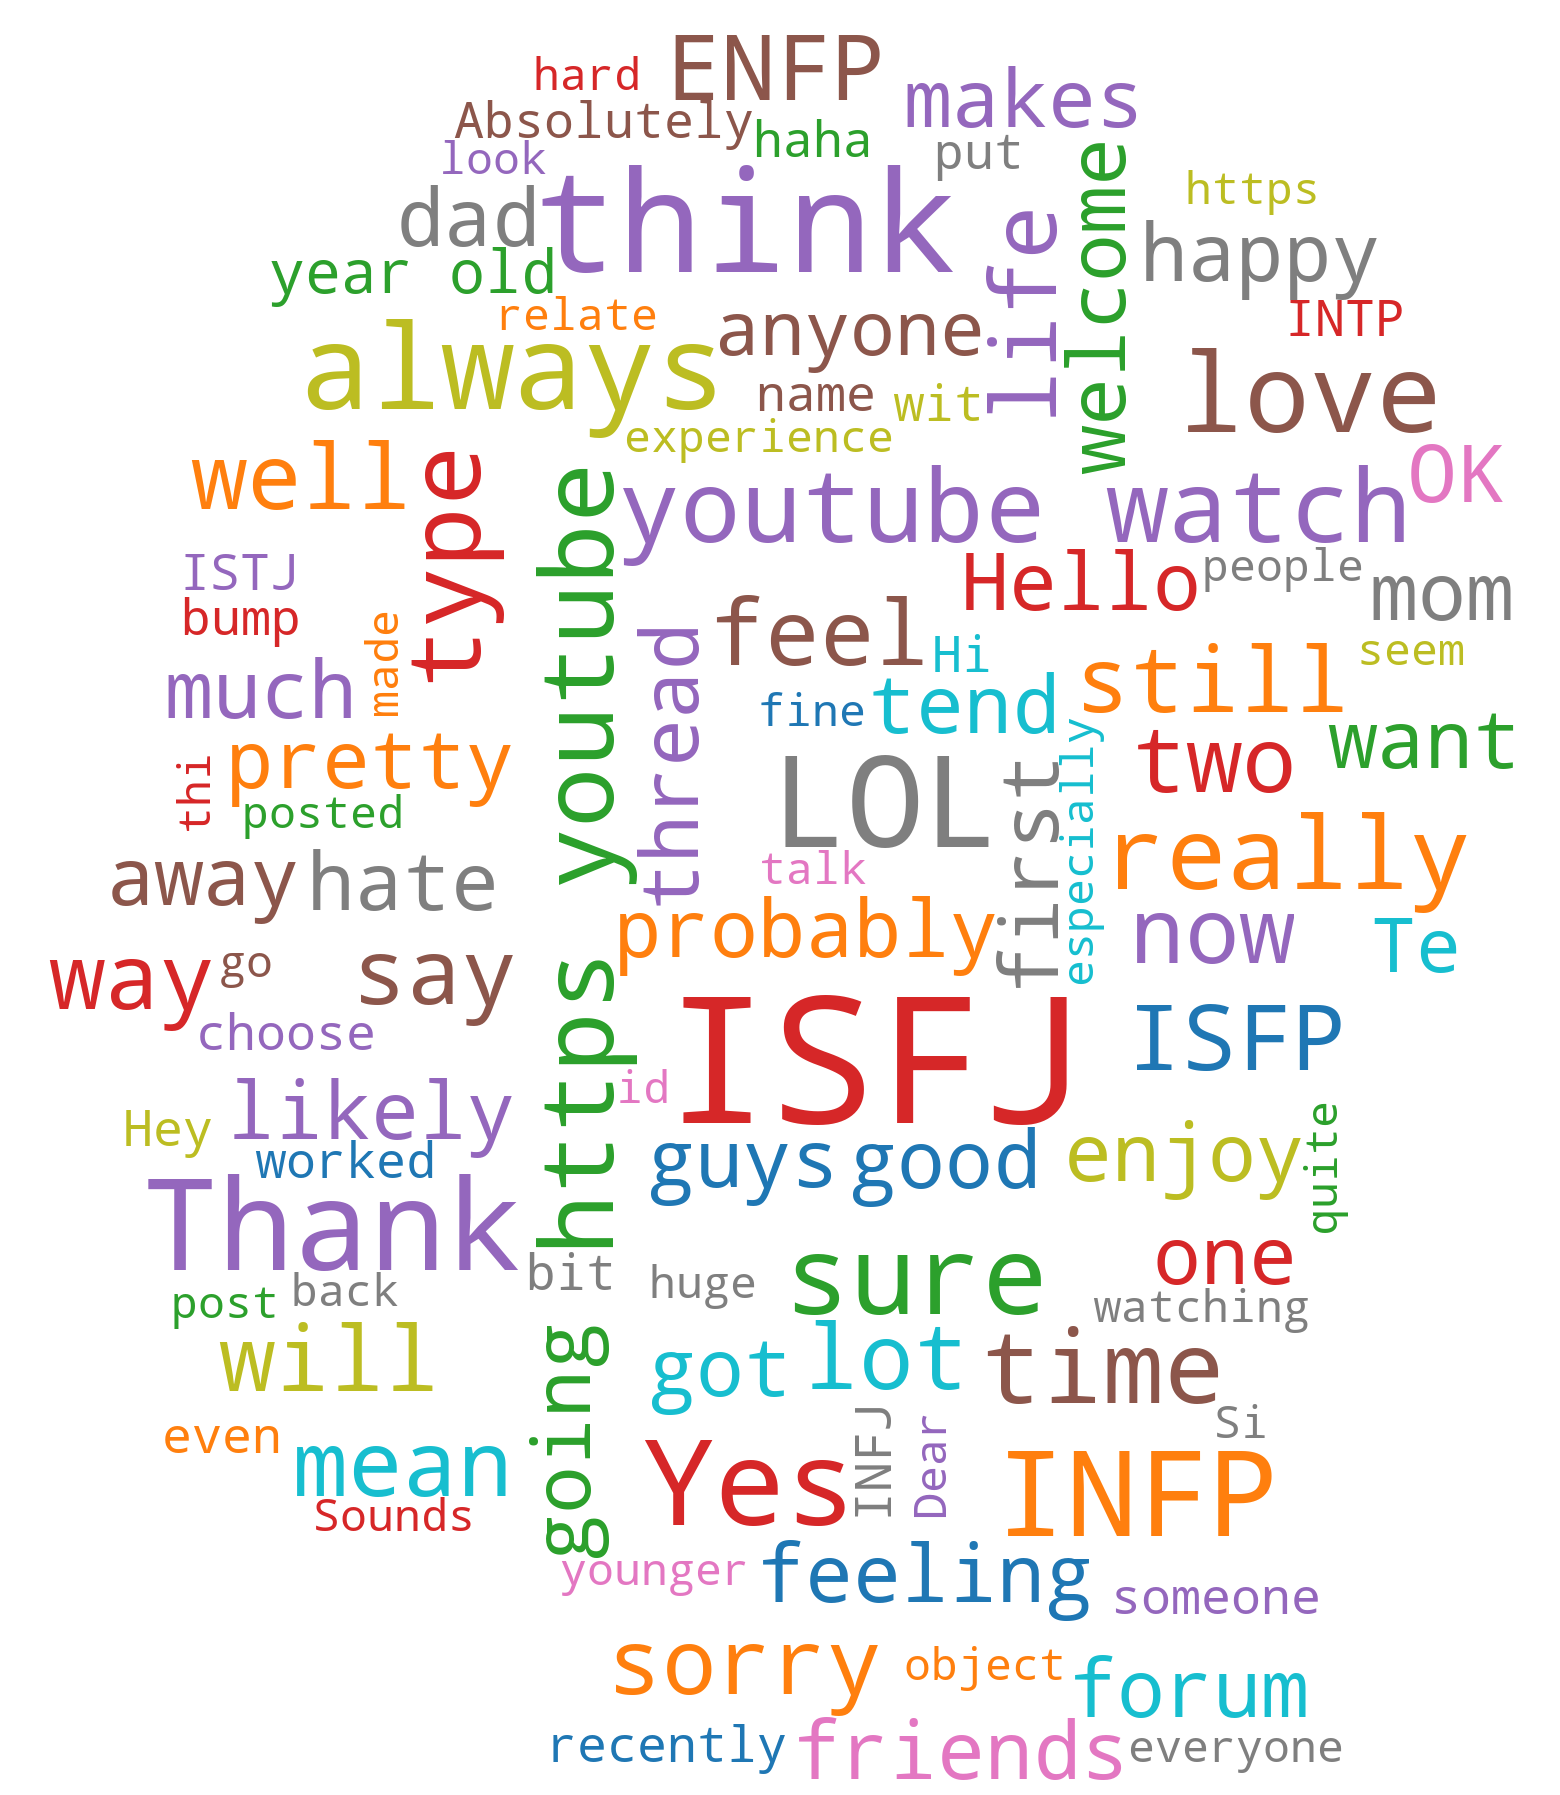 ENFP
hard
makes
Absolutely
haha
put
look
think
welcome
https
dad
life
happy
year old
relate
anyone
INTP
always
love
name
wit
experience
well
type
youtube
watch
OK
https youtube
ISTJ
Hello
people
mom
bump
made
feel
Hi
still
seem
much
thread
fine
tend
want
pretty
two
especially
thi
posted
LOL
first
really
away
hate
talk
probably
now
Te
way
go
say
ISFJ
ISFP
choose
id
likely
Hey
worked
guys
good
enjoy
quite
Thank
bit
huge
sure
one
post
back
watching
will
going
got
lot
time
even
mean
Yes
INFJ
Dear
Si
INFP
Sounds
younger
feeling
someone
sorry
object
forum
recently
friends
everyone